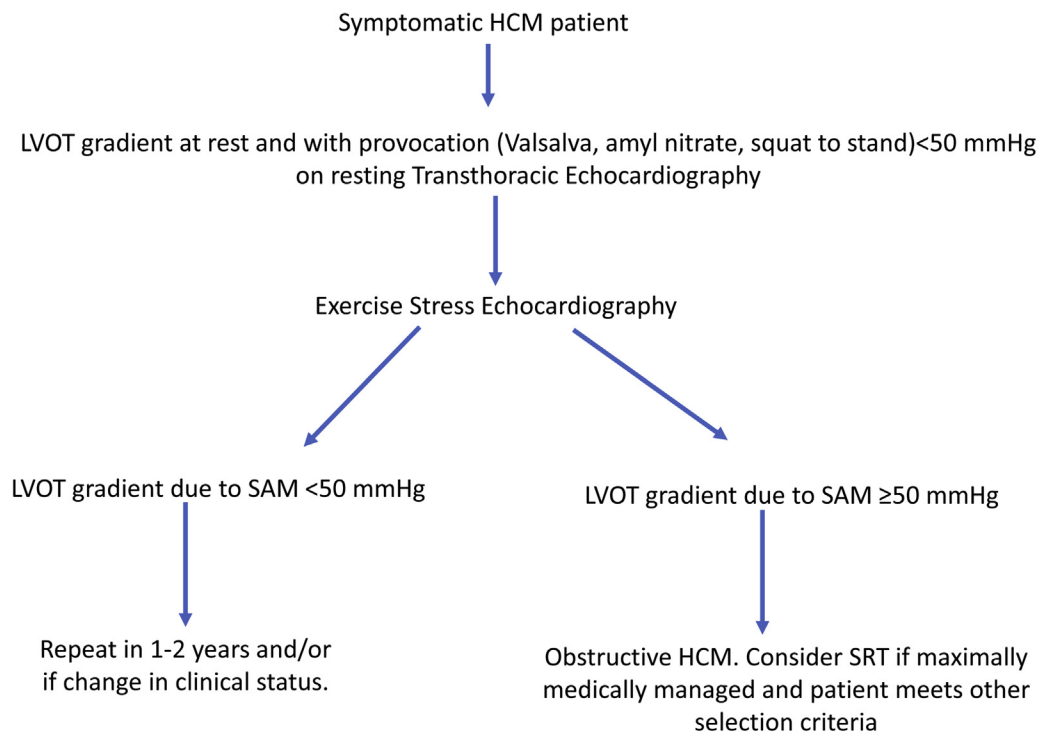 Symptomatic HCM patient
LVOT gradient at rest and with provocation (Valsalva, amyl nitrate, squat to stand)<50 mmHg
on resting Transthoracic Echocardiography
Exercise Stress Echocardiography
LVOT gradient due to SAM <50 mmHg
LVOT gradient due to SAM ≥50 mmHg
Repeat in 1-2 years and/or
if change in clinical status.
Obstructive HCM. Consider SRT if maximally
medically managed and patient meets other
selection criteria